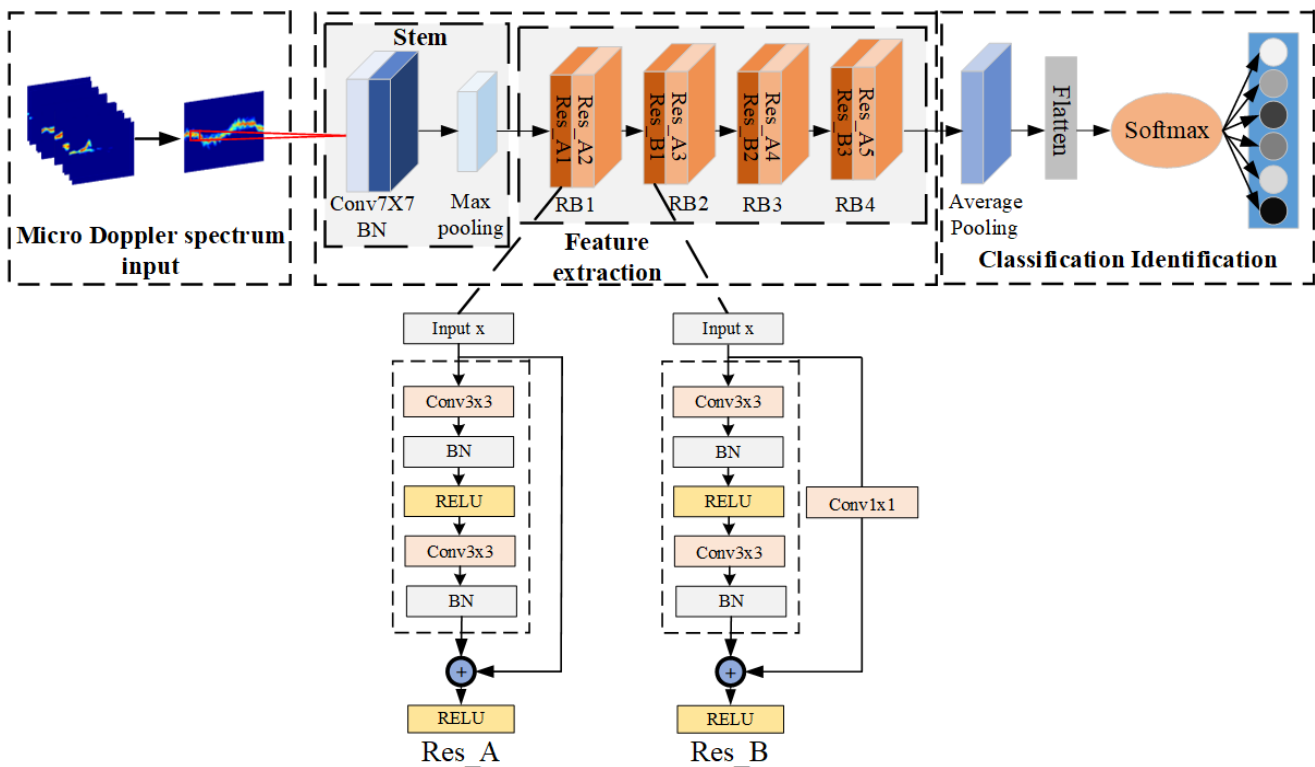 Micro Doppler spectrum
input
Stem
Conv7X7
BN
Max
pooling
Res_A1
Res_A2
RB1
Res_B1
Res_A3
RB2
Res_B2
Res_A4
RB3
Res_B3
Res_A5
RB4
Feature
extraction
Average
Pooling
Flatten
Softmax
Classification Identification
Input x
Conv3x3
BN
RELU
Conv3x3
BN
+
RELU
Res_A
Input x
Conv3x3
BN
RELU
Conv3x3
BN
Conv1x1
+
RELU
Res_B